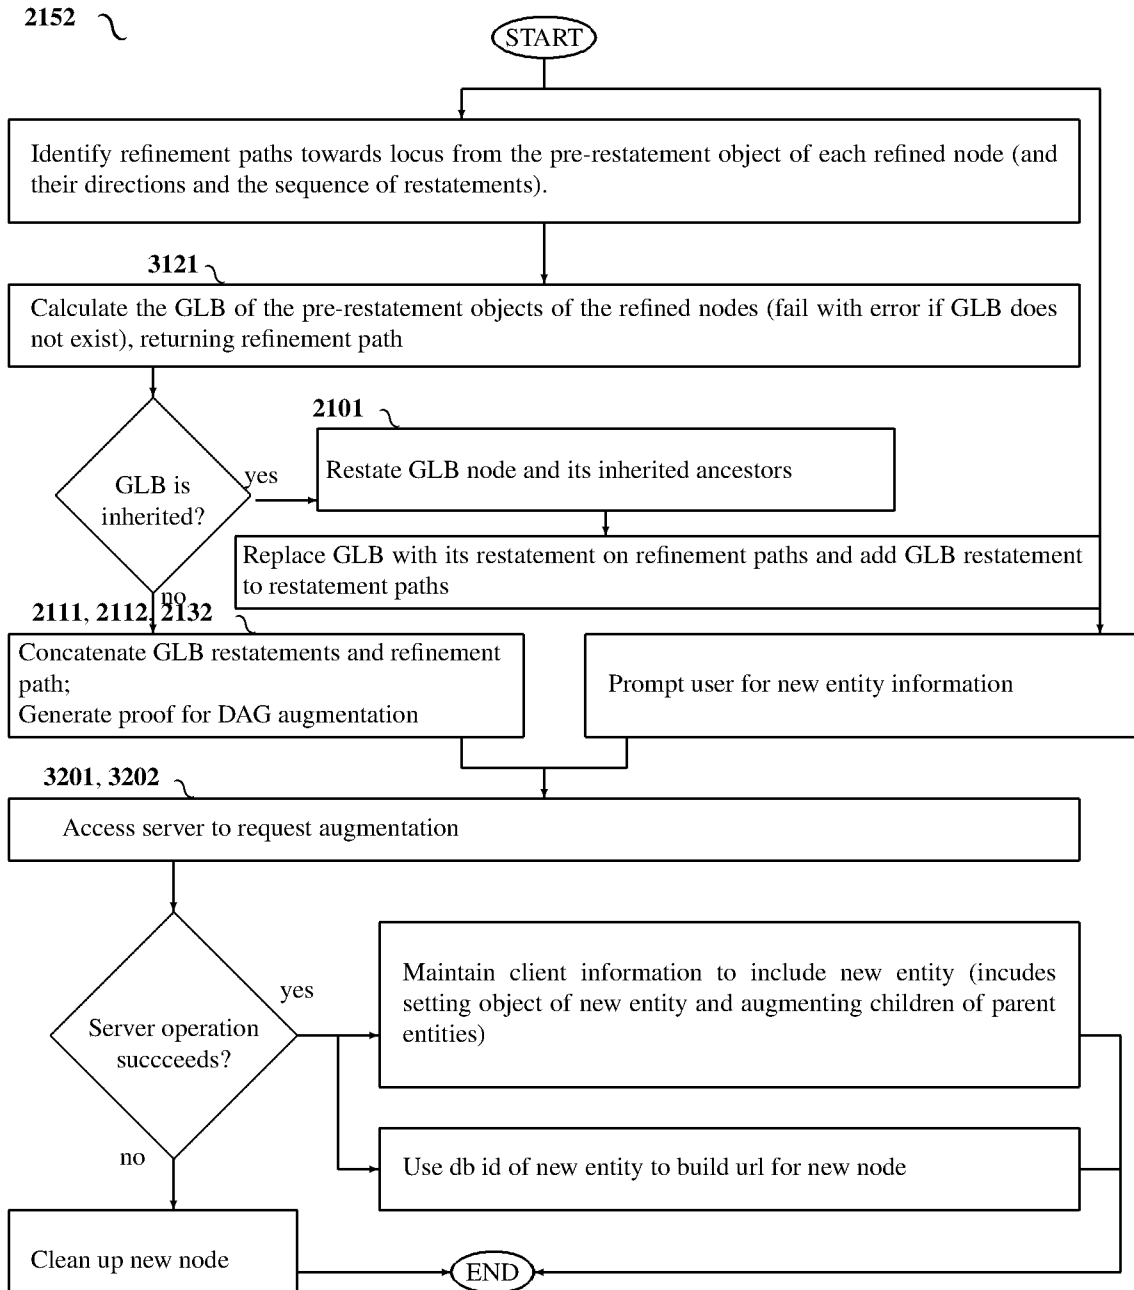 2152
START
Identify refinement paths towards locus from the pre-restatement object of each refined node (and
their directions and the sequence of restatements).
3121
Calculate the GLB of the pre-restatement objects of the refined nodes (fail with error if GLB does
not exist), returning refinement path
2101
GLB is
inherited?
yes
Restate GLB node and its inherited ancestors
Replace GLB with its restatement on refinement paths and add GLB restatement
to restatement paths
no
2111, 2112, 2132
Concatenate GLB restatements and refinement
path;
Generate proof for DAG augmentation
Prompt user for new entity information
3201, 3202
Access server to request augmentation
Server operation
succceeds?
yes
Maintain client information to include new entity (incudes
setting object of new entity and augmenting children of parent
entities)
no
Use db id of new entity to build url for new node
Clean up new node
END